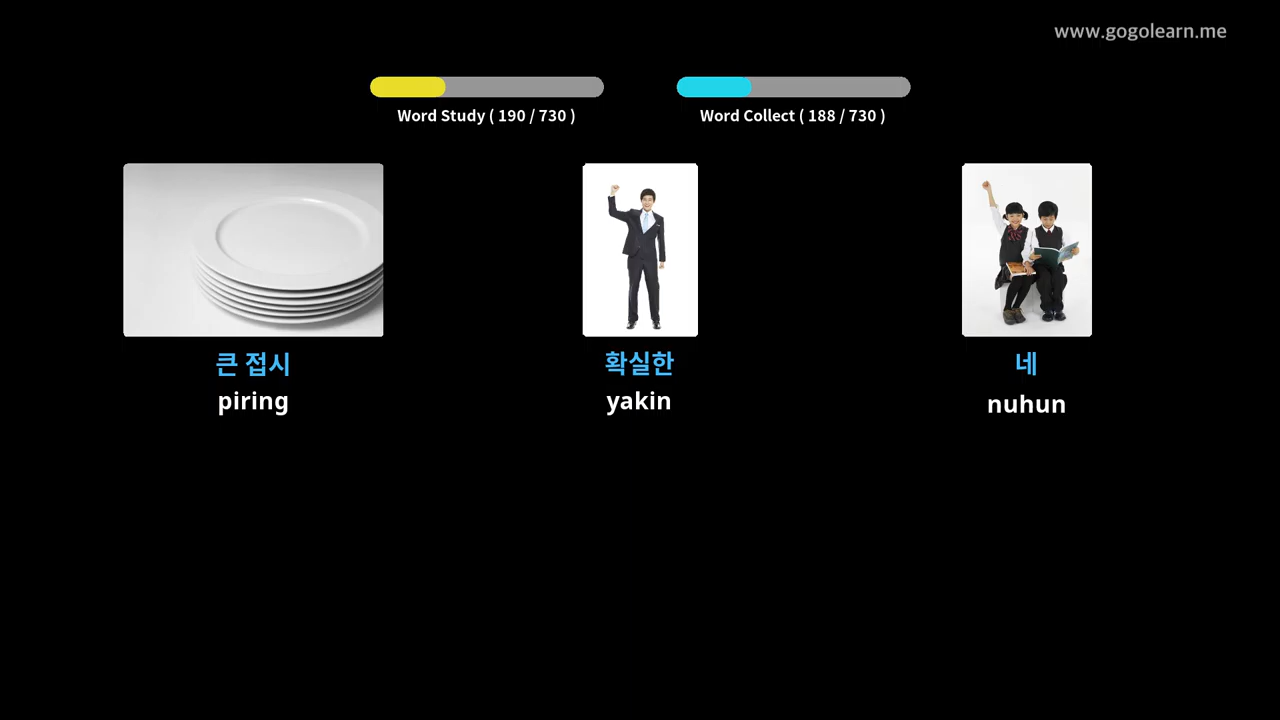 www.gogolearn.me
Word Study ( 190 / 730 )
Word Collect ( 188 / 730 )
큰 접시
piring
확실한
yakin
네
nuhun